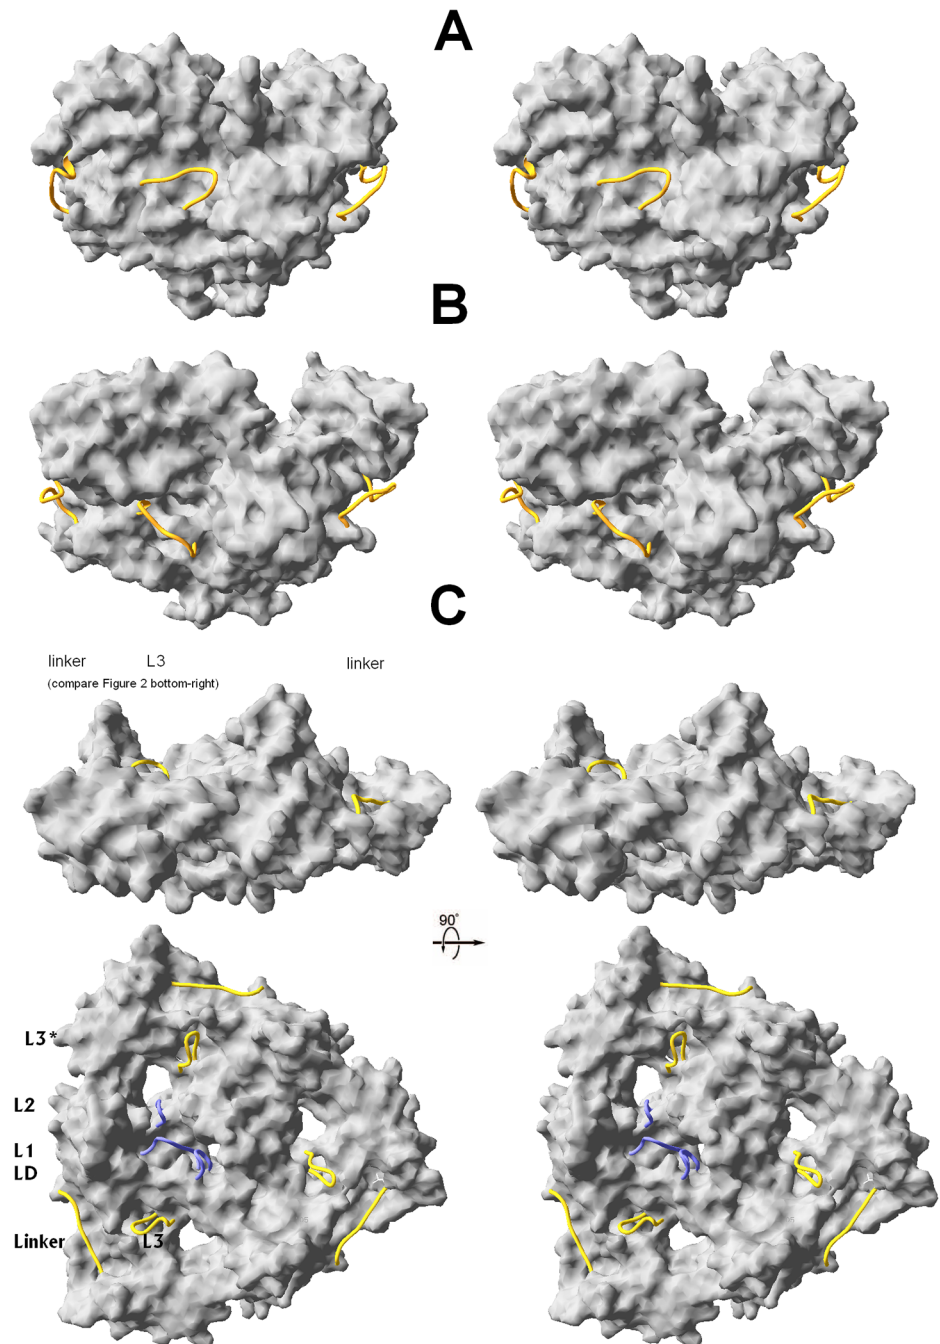 A
B
C
linker L3 linker
(compare Figure 2 bottom-right)
90°
L3*
L2
L1
LD
Linker L3